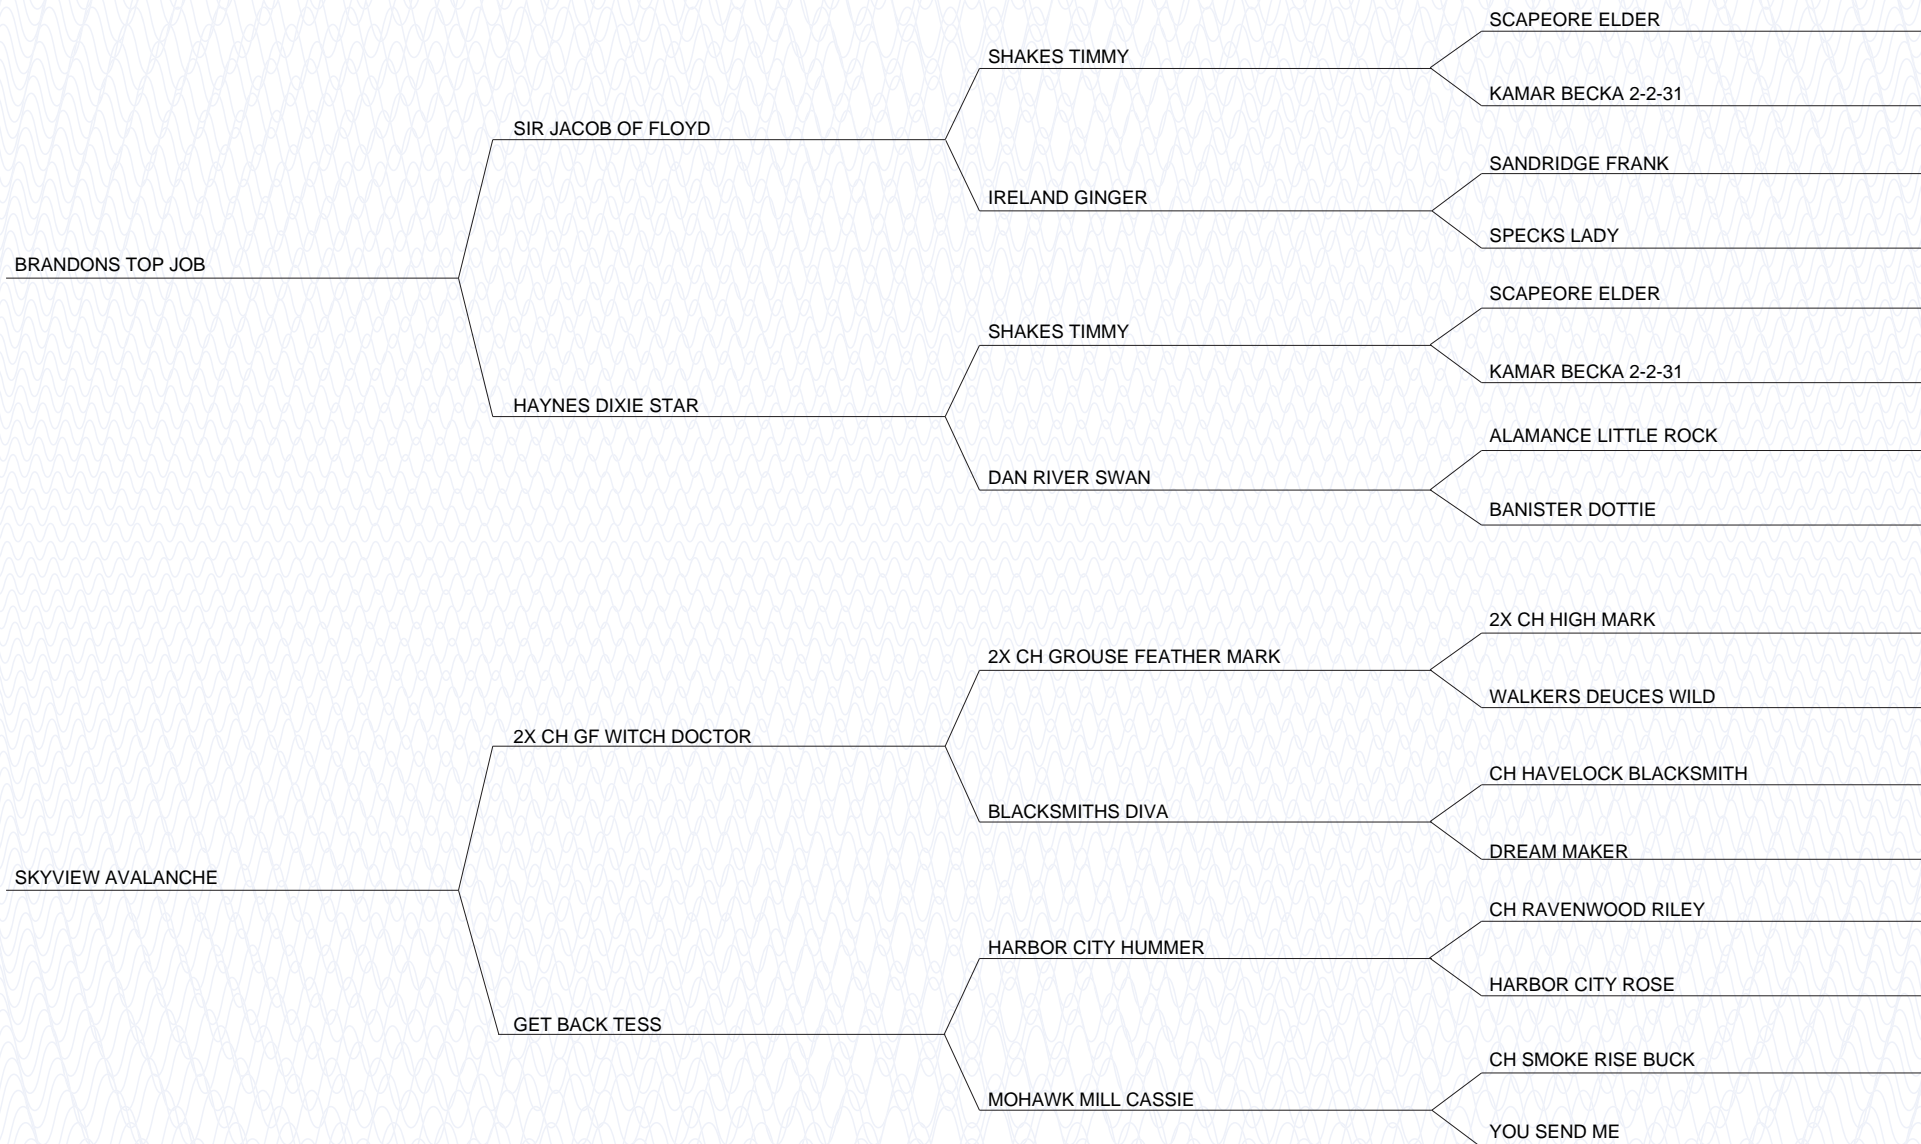 SCAPEORE ELDER
SHAKES TIMMY
KAMAR BECKA 2-2-31
SIR JACOB OF FLOYD
SANDRIDGE FRANK
IRELAND GINGER
SPECKS LADY
BRANDONS TOP JOB
SCAPEORE ELDER
SHAKES TIMMY
KAMAR BECKA 2-2-31
HAYNES DIXIE STAR
ALAMANCE LITTLE ROCK
DAN RIVER SWAN
BANISTER DOTTIE
2X CH HIGH MARK
2X CH GROUSE FEATHER MARK
WALKERS DEUCES WILD
2X CH GF WITCH DOCTOR
CH HAVELOCK BLACKSMITH
BLACKSMITHS DIVA
DREAM MAKER
SKYVIEW AVALANCHE
CH RAVENWOOD RILEY
HARBOR CITY HUMMER
HARBOR CITY ROSE
GET BACK TESS
CH SMOKE RISE BUCK
MOHAWK MILL CASSIE
YOU SEND ME